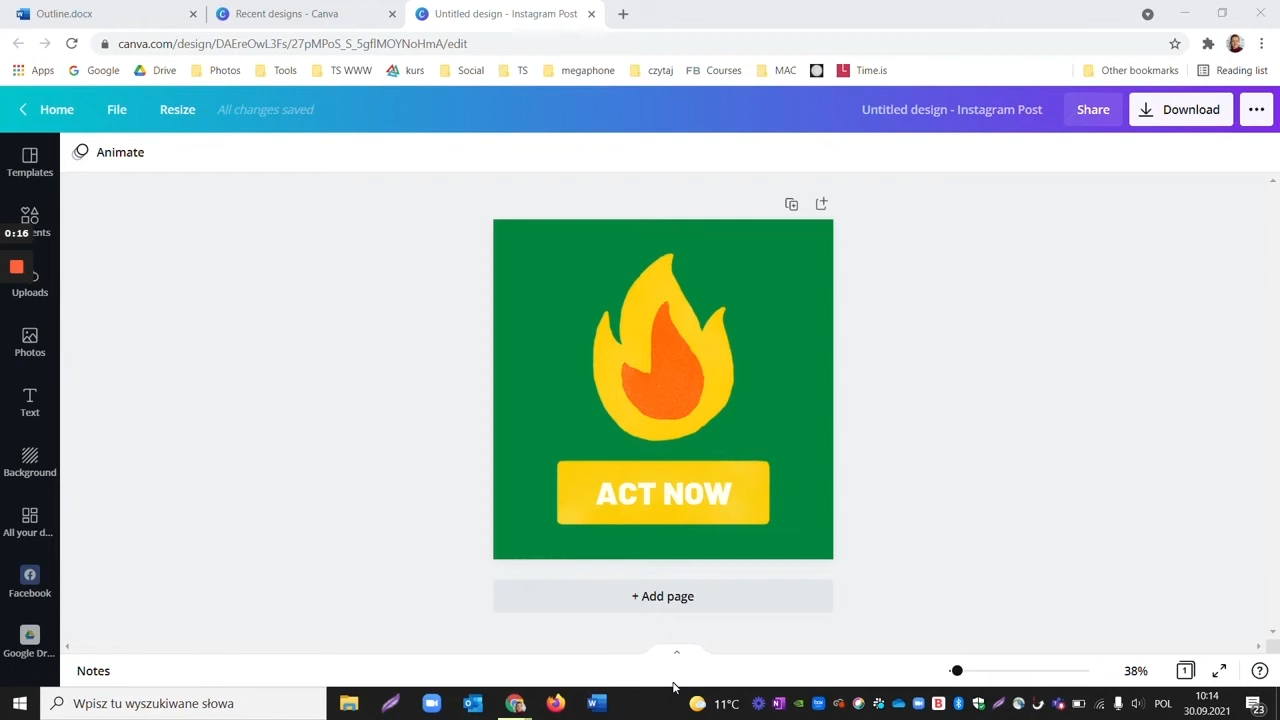 Outline.docx
Recent designs - Canva
Untitled design - Instagram Post
canva.com/design/DAEreOwL3Fs/27pMPoS_S_5gflMOYNoHmA/edit
Apps Google Drive Photos Tools TS WWW kurs Social TS megaphone czytaj FB Courses MAC Time.is Other bookmarks Reading list
Home File Resize All changes saved Untitled design - Instagram Post Share Download
Animate
Templates
ents
0:16
Uploads
Photos
Text
Background
All your d...
Facebook
Google Dr...
ACT NOW
+ Add page
Notes 38% 1
Wpisz tu wyszukiwane słowa
11°C
POL
10:14
30.09.2021
23